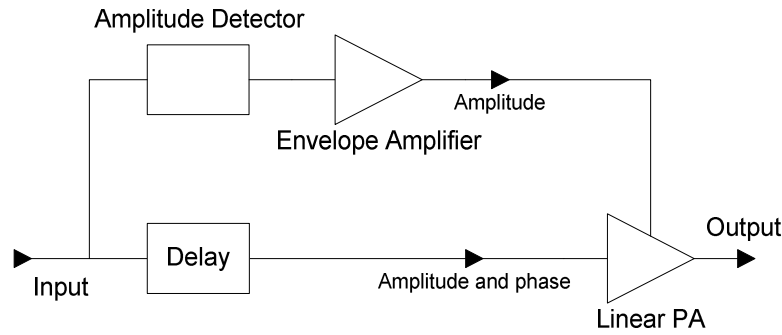 Amplitude Detector
Amplitude
Envelope Amplifier
Delay
Output
Input
Amplitude and phase
Linear PA